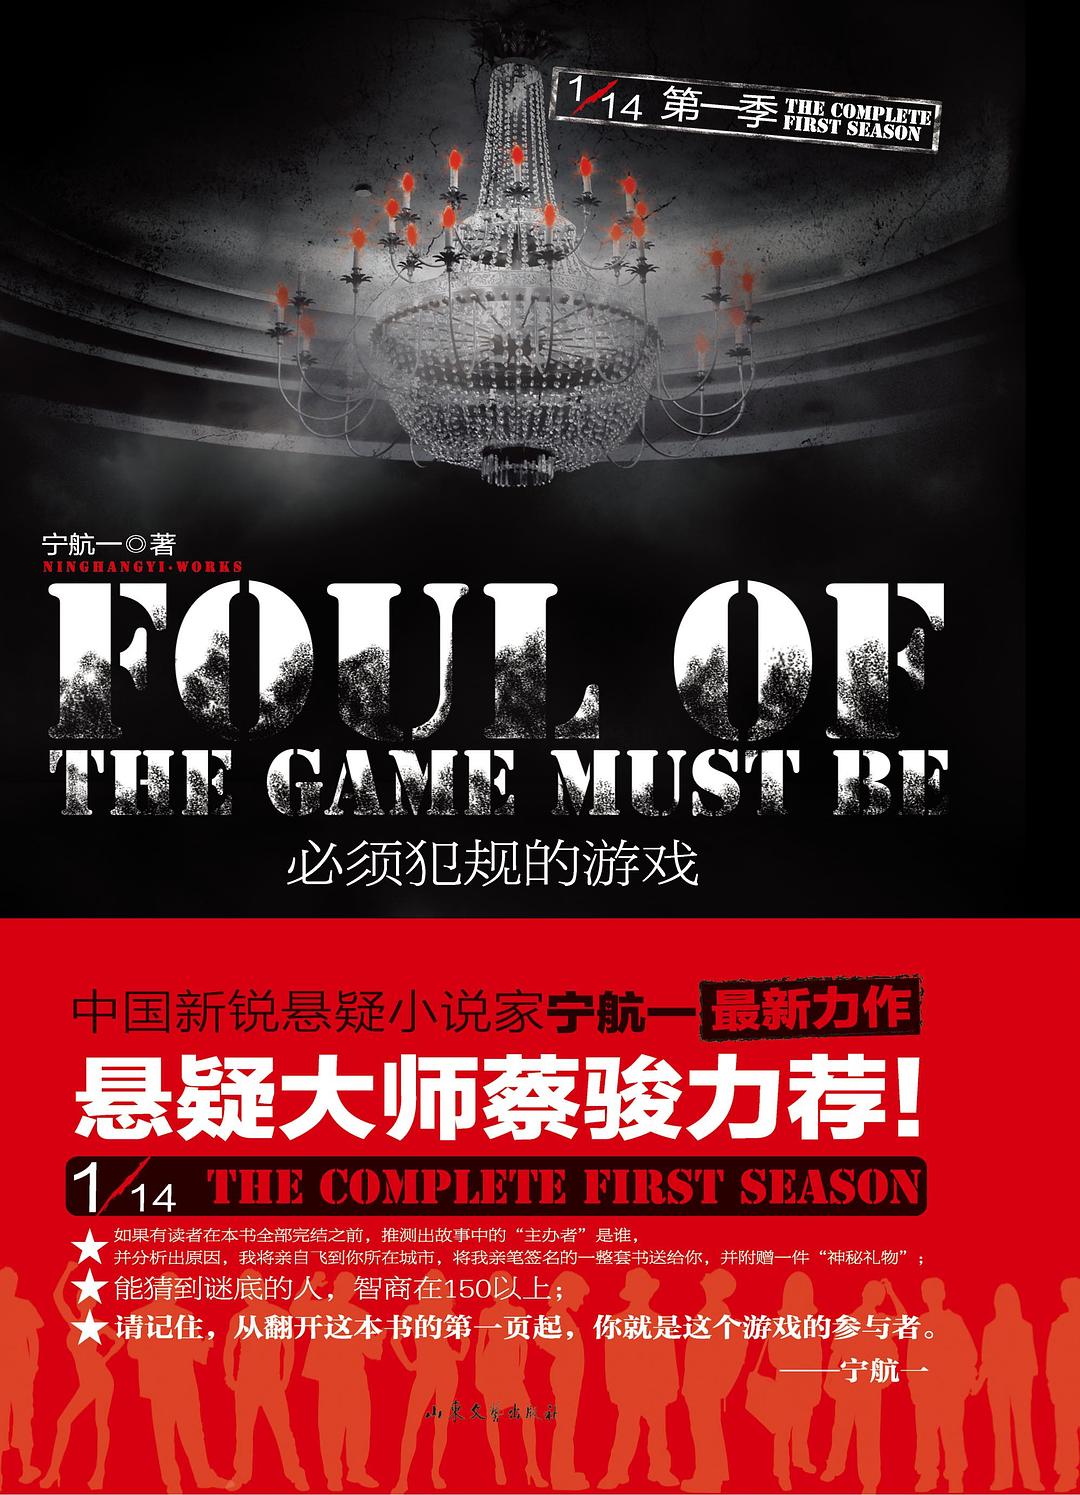 1/14 第一季 THE COMPLETE
FIRST SEASON
宁航一◎著
NINGHANGYI·WORKS
FOUL OF
THE GAME MUST BE
必须犯规的游戏
中国新锐悬疑小说家宁航一 最新力作
悬疑大师蔡骏力荐!
1/14 THE COMPLETE FIRST SEASON
★ 如果有读者在本书全部完结之前，推测出故事中的“主办者”是谁，
并分析出原因，我将亲自飞到你所在城市，将我亲笔签名的一整套书送给你，并附赠一件“神秘礼物”；
★ 能猜到谜底的人，智商在150以上；
★ 请记住，从翻开这本书的第一页起，你就是这个游戏的参与者。
——宁航一
山东文艺出版社